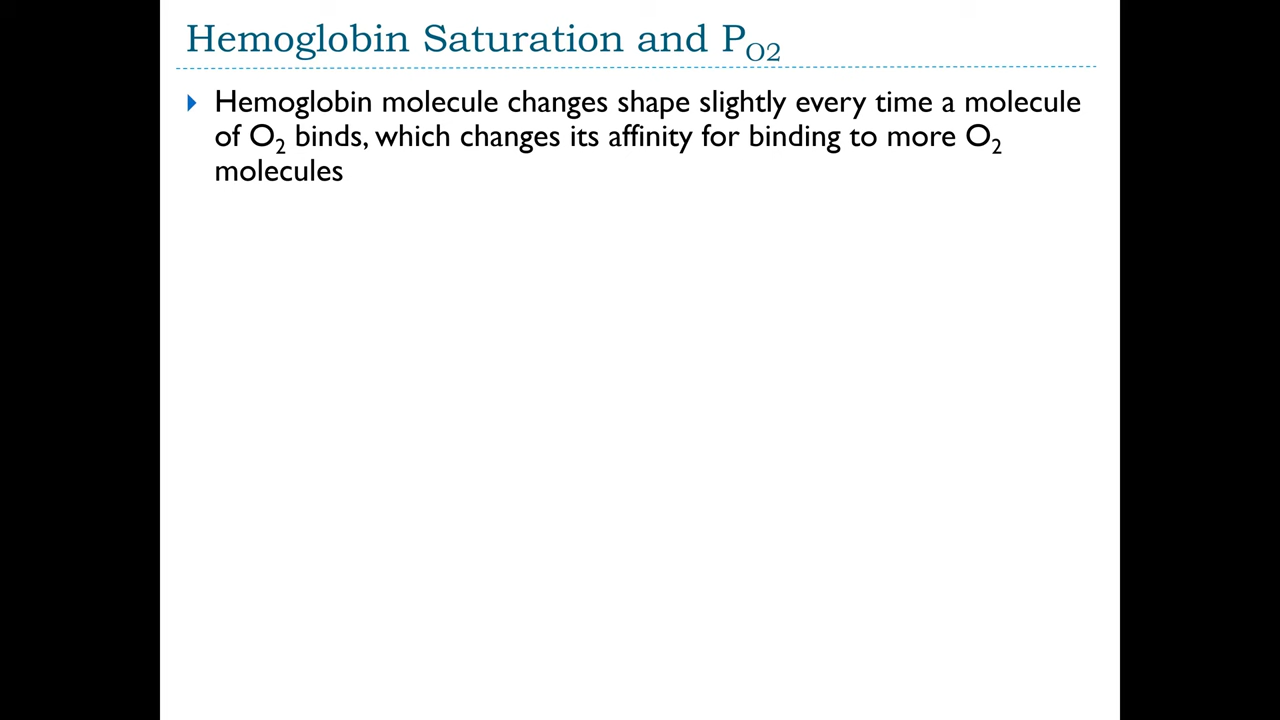 Hemoglobin Saturation and P_O2
Hemoglobin molecule changes shape slightly every time a molecule
of O₂ binds, which changes its affinity for binding to more O₂
molecules